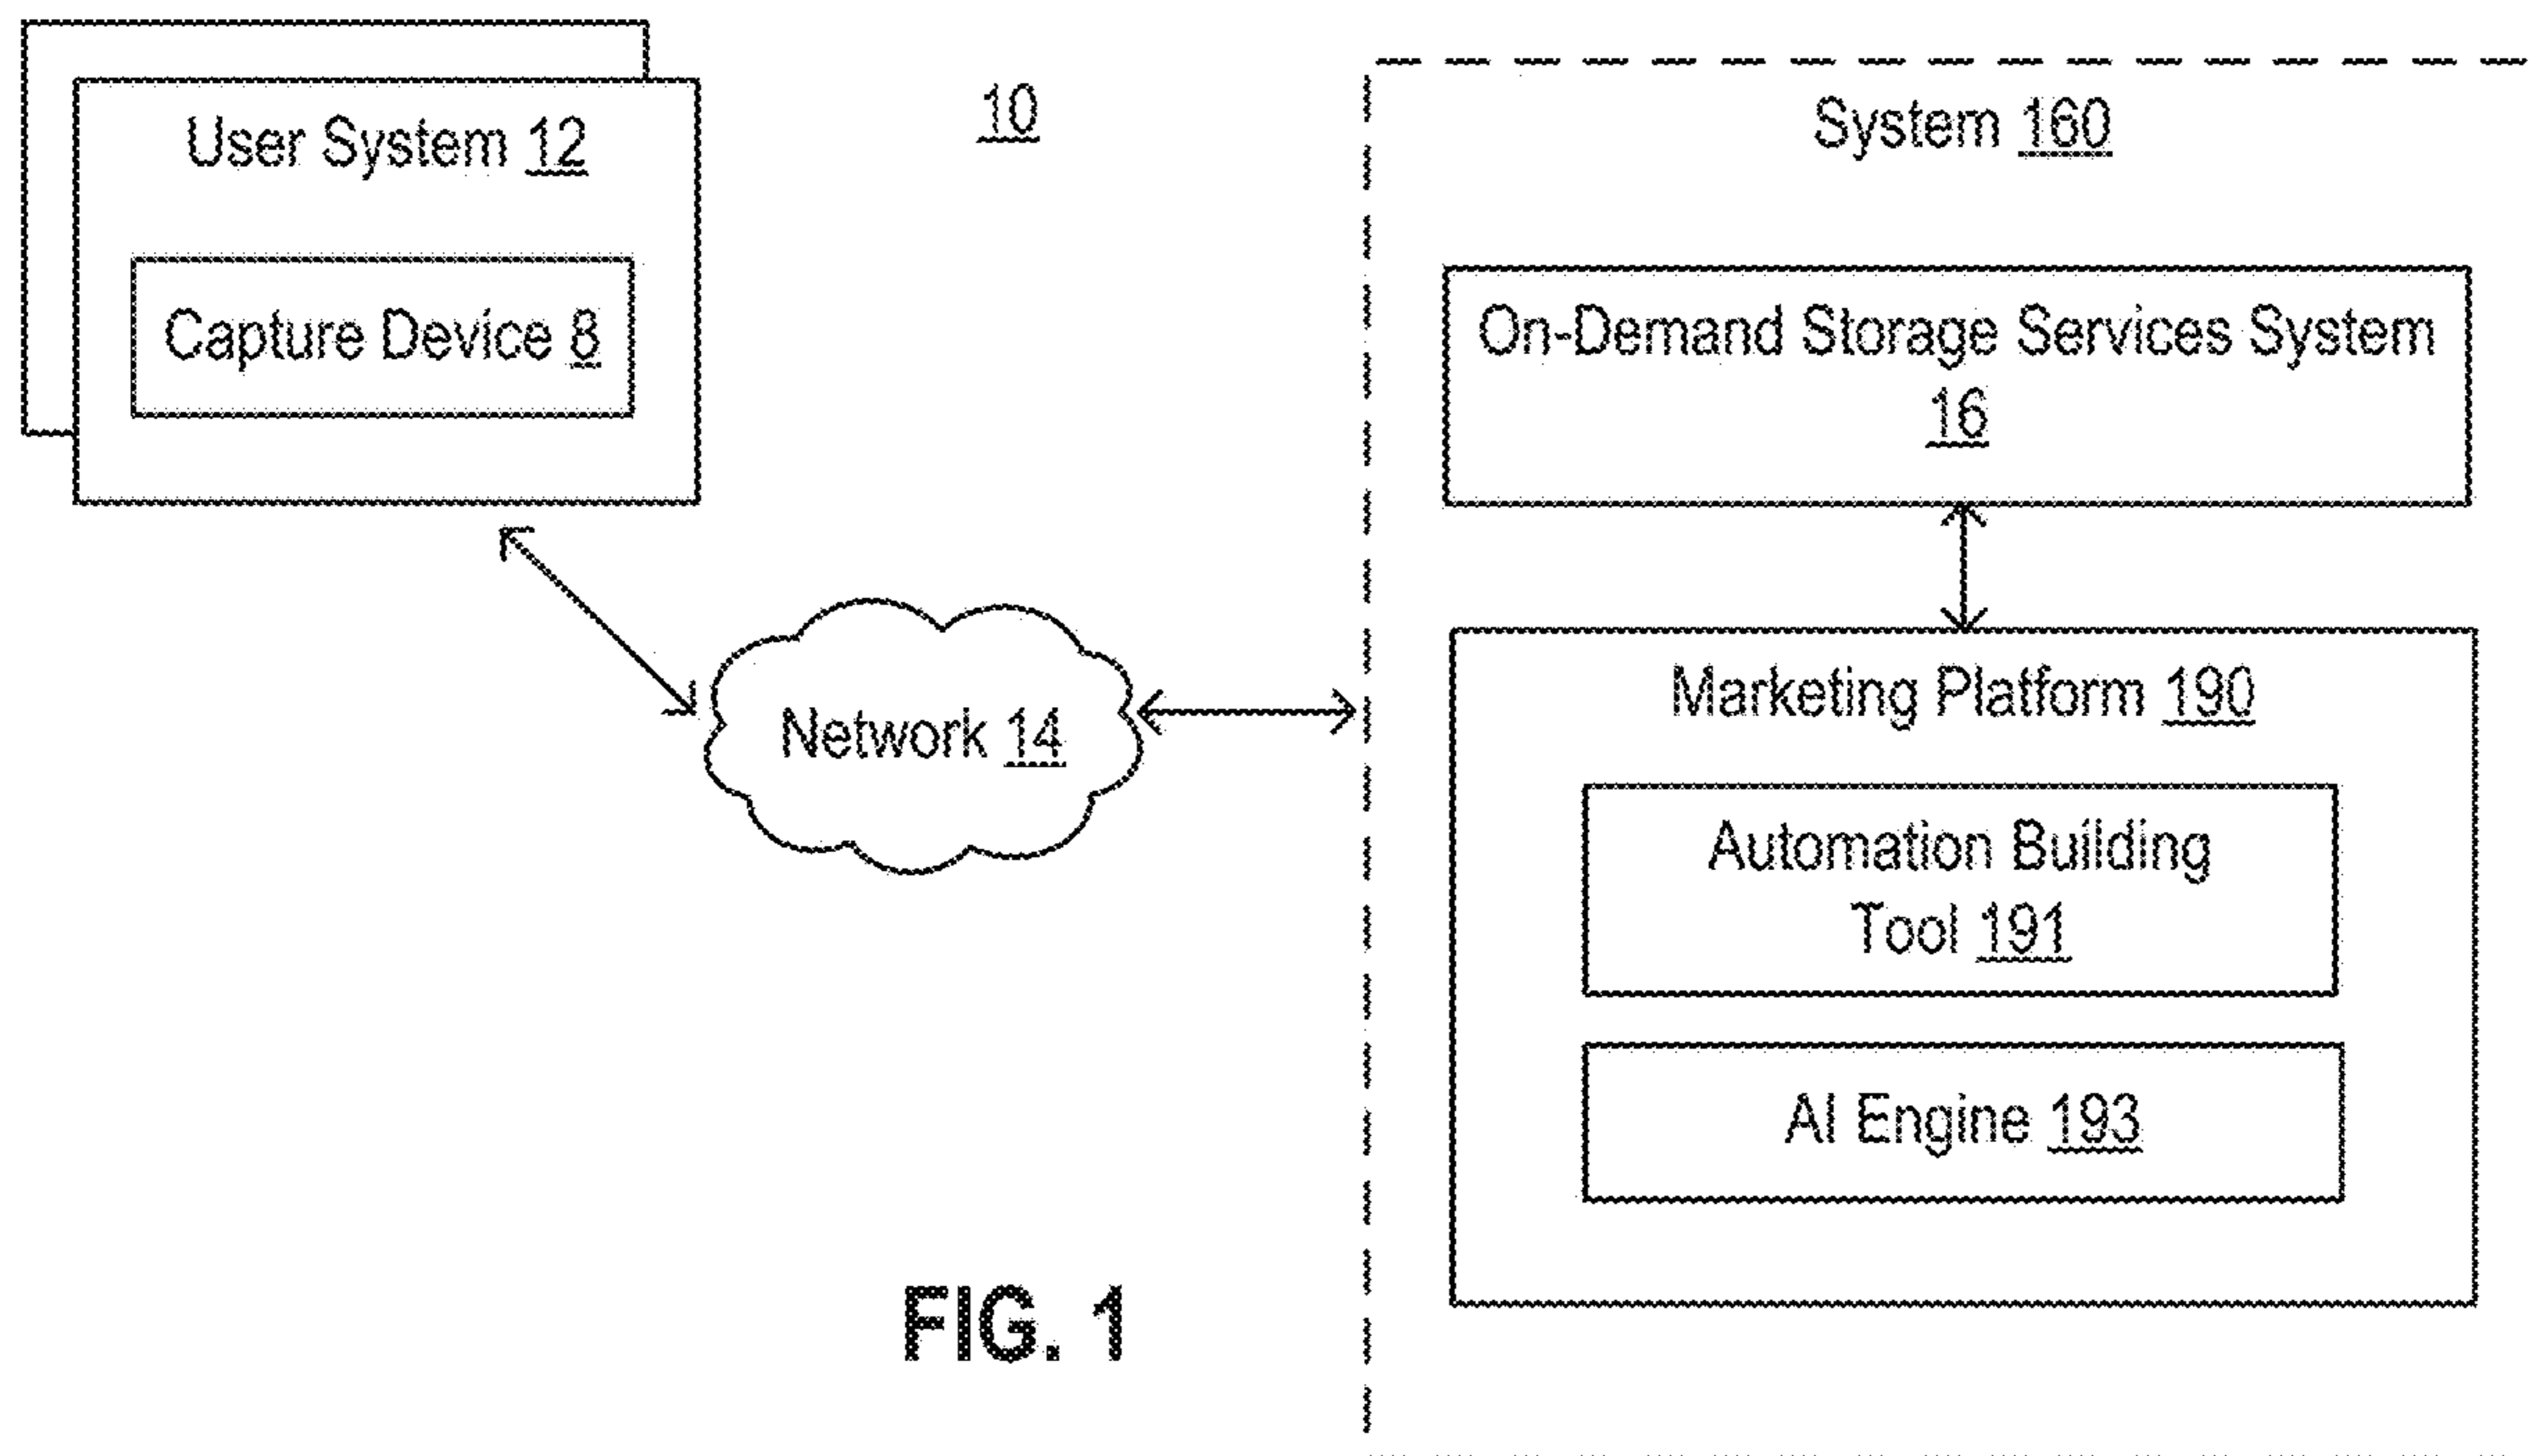 10
User System 12
Capture Device 8
Network 14
System 160
On-Demand Storage Services System
16
Marketing Platform 190
Automation Building
Tool 191
AI Engine 193
FIG. 1